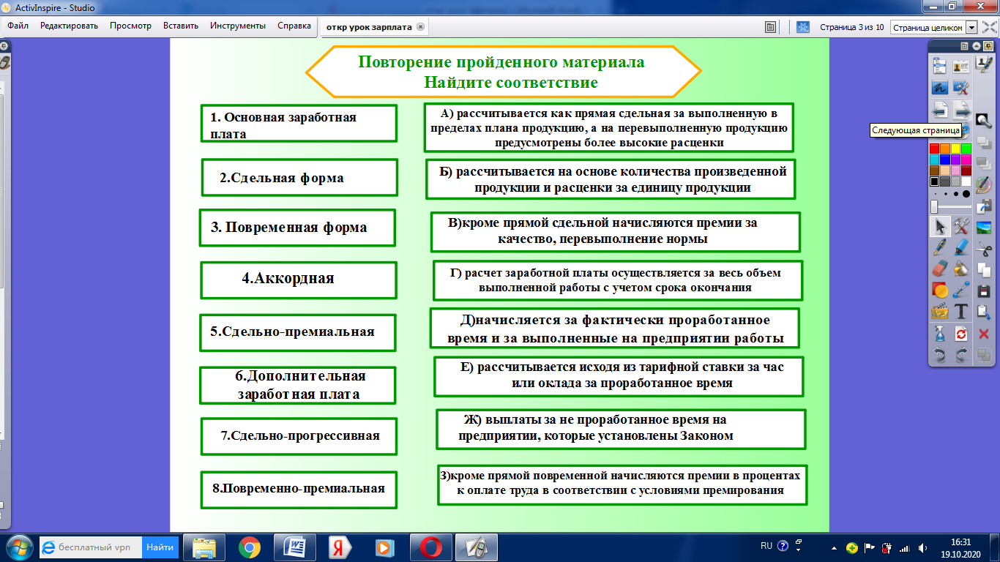 ActivInspire - Studio
Файл Редактировать Просмотр Вставить Инструменты Справка
откр урок зарплата
Страница 3 из 10
Страница целиком
Повторение пройденного материала
Найдите соответствие
1. Основная заработная
плата
А) рассчитывается как прямая сдельная за выполненную в
пределах плана продукцию, а на перевыполненную продукцию
предусмотрены более высокие расценки
Следующая страница
2.Сдельная форма
Б) рассчитывается на основе количества произведенной
продукции и расценки за единицу продукции
3. Повременная форма
В)кроме прямой сдельной начисляются премии за
качество, перевыполнение нормы
4.Аккордная
Г) расчет заработной платы осуществляется за весь объем
выполненной работы с учетом срока окончания
5.Сдельно-премиальная
Д)начисляется за фактически проработанное
время и за выполненные на предприятии работы
6.Дополнительная
заработная плата
Е) рассчитывается исходя из тарифной ставки за час
или оклада за проработанное время
7.Сдельно-прогрессивная
Ж) выплаты за не проработанное время на
предприятии, которые установлены Законом
8.Повременно-премиальная
З)кроме прямой повременной начисляются премии в процентах
к оплате труда в соответствии с условиями премирования
бесплатный vpn
Найти
RU
16:31
19.10.2020